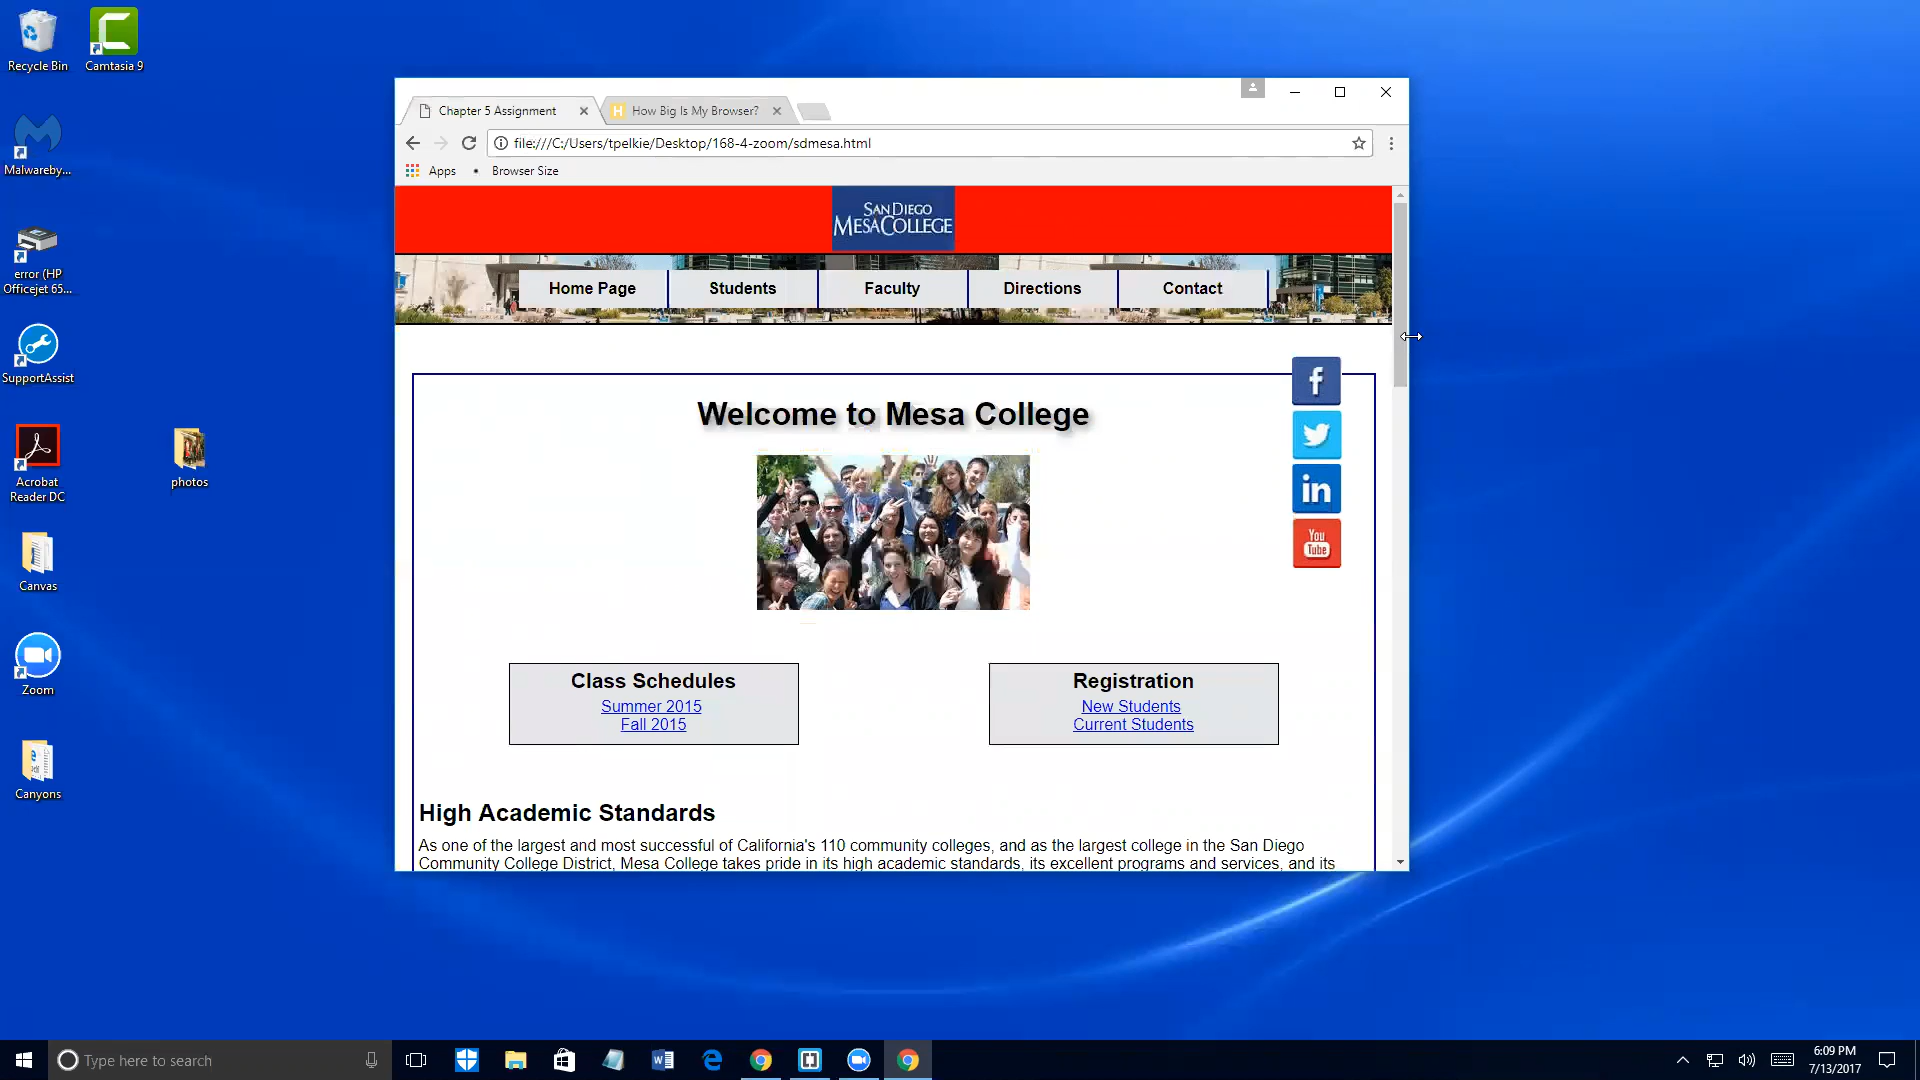 Recycle Bin
Camtasia 9
Malwareby...
error (HP
Officejet 65...
SupportAssist
Acrobat
Reader DC
photos
Canvas
Zoom
Canyons
Chapter 5 Assignment
H
How Big Is My Browser?
file:///C:/Users/tpelkie/Desktop/168-4-zoom/sdmesa.html
Apps
Browser Size
SAN DIEGO
MESA COLLEGE
Home Page
Students
Faculty
Directions
Contact
f
in
You
Tube
Welcome to Mesa College
Class Schedules
Summer 2015
Fall 2015
Registration
New Students
Current Students
High Academic Standards
As one of the largest and most successful of California's 110 community colleges, and as the largest college in the San Diego
Community College District, Mesa College takes pride in its high academic standards, its excellent programs and services, and its
Type here to search
6:09 PM
7/13/2017